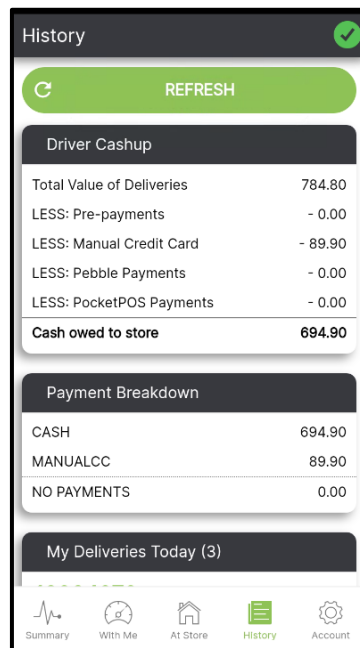 History
REFRESH
Driver Cashup
Total Value of Deliveries 784.80
LESS: Pre-payments - 0.00
LESS: Manual Credit Card - 89.90
LESS: Pebble Payments - 0.00
LESS: PocketPOS Payments - 0.00
Cash owed to store 694.90
Payment Breakdown
CASH 694.90
MANUALCC 89.90
NO PAYMENTS 0.00
My Deliveries Today (3)
Summary With Me At Store History Account